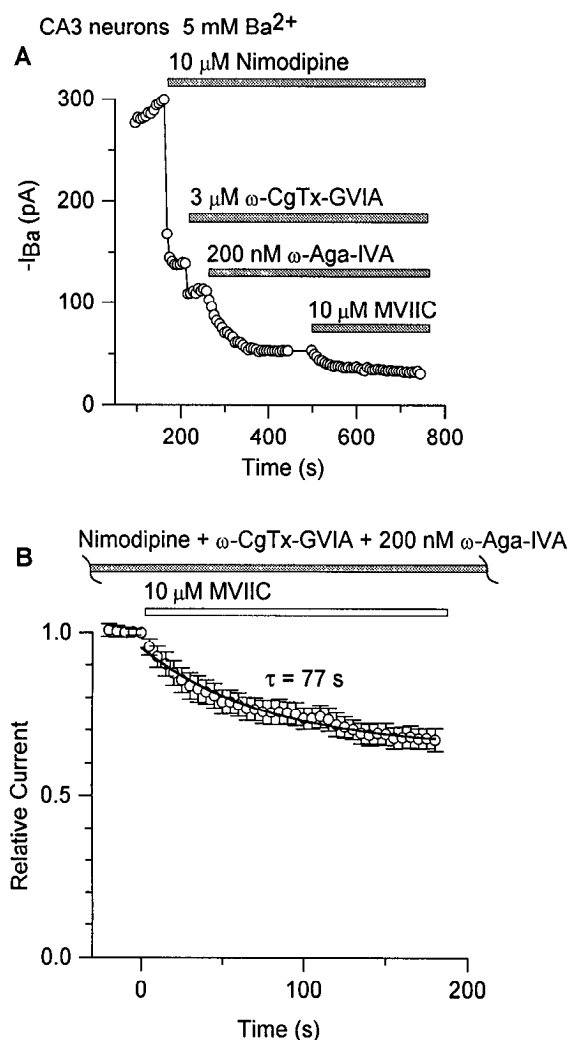 CA3 neurons 5 mM Ba2+
A
10 μM Nimodipine
300
200
100
0
-IBa (pA)
3 μM ω-CgTx-GVIA
200 nM ω-Aga-IVA
10 μM MVIIC
200 400 600 800
Time (s)
Nimodipine + ω-CgTx-GVIA + 200 nM ω-Aga-IVA
B
10 μM MVIIC
1.0
0.5
0.0
Relative Current
τ = 77 s
0 100 200
Time (s)